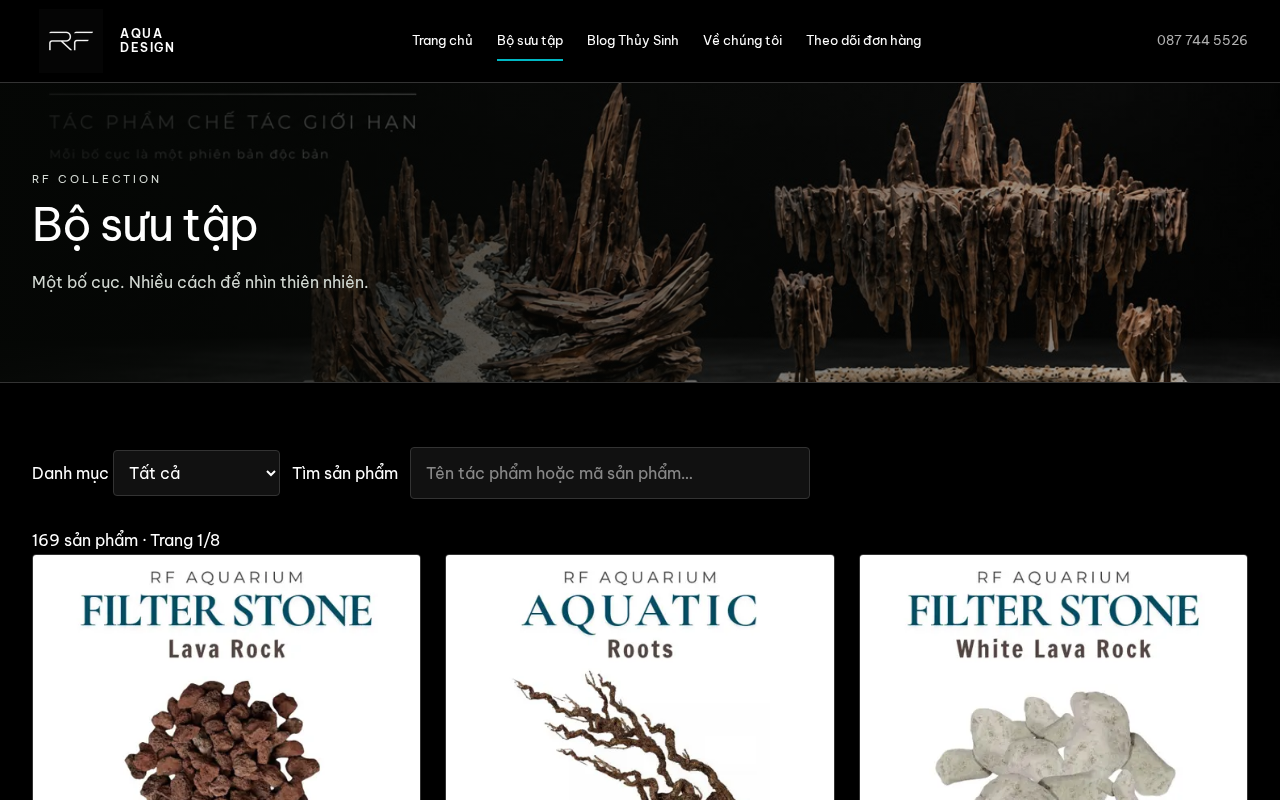 RF
AQUA
DESIGN
Trang chủ
Bộ sưu tập
Blog Thủy Sinh
Về chúng tôi
Theo dõi đơn hàng
087 744 5526
TÁC PHẨM CHẾ TÁC GIỚI HẠN
Mỗi bố cục là một phiên bản độc bản
RF COLLECTION
Bộ sưu tập
Một bố cục. Nhiều cách để nhìn thiên nhiên.
Danh mục
Tất cả
Tìm sản phẩm
Tên tác phẩm hoặc mã sản phẩm...
169 sản phẩm · Trang 1/8
RF AQUARIUM
FILTER STONE
Lava Rock
RF AQUARIUM
AQUATIC
Roots
RF AQUARIUM
FILTER STONE
White Lava Rock